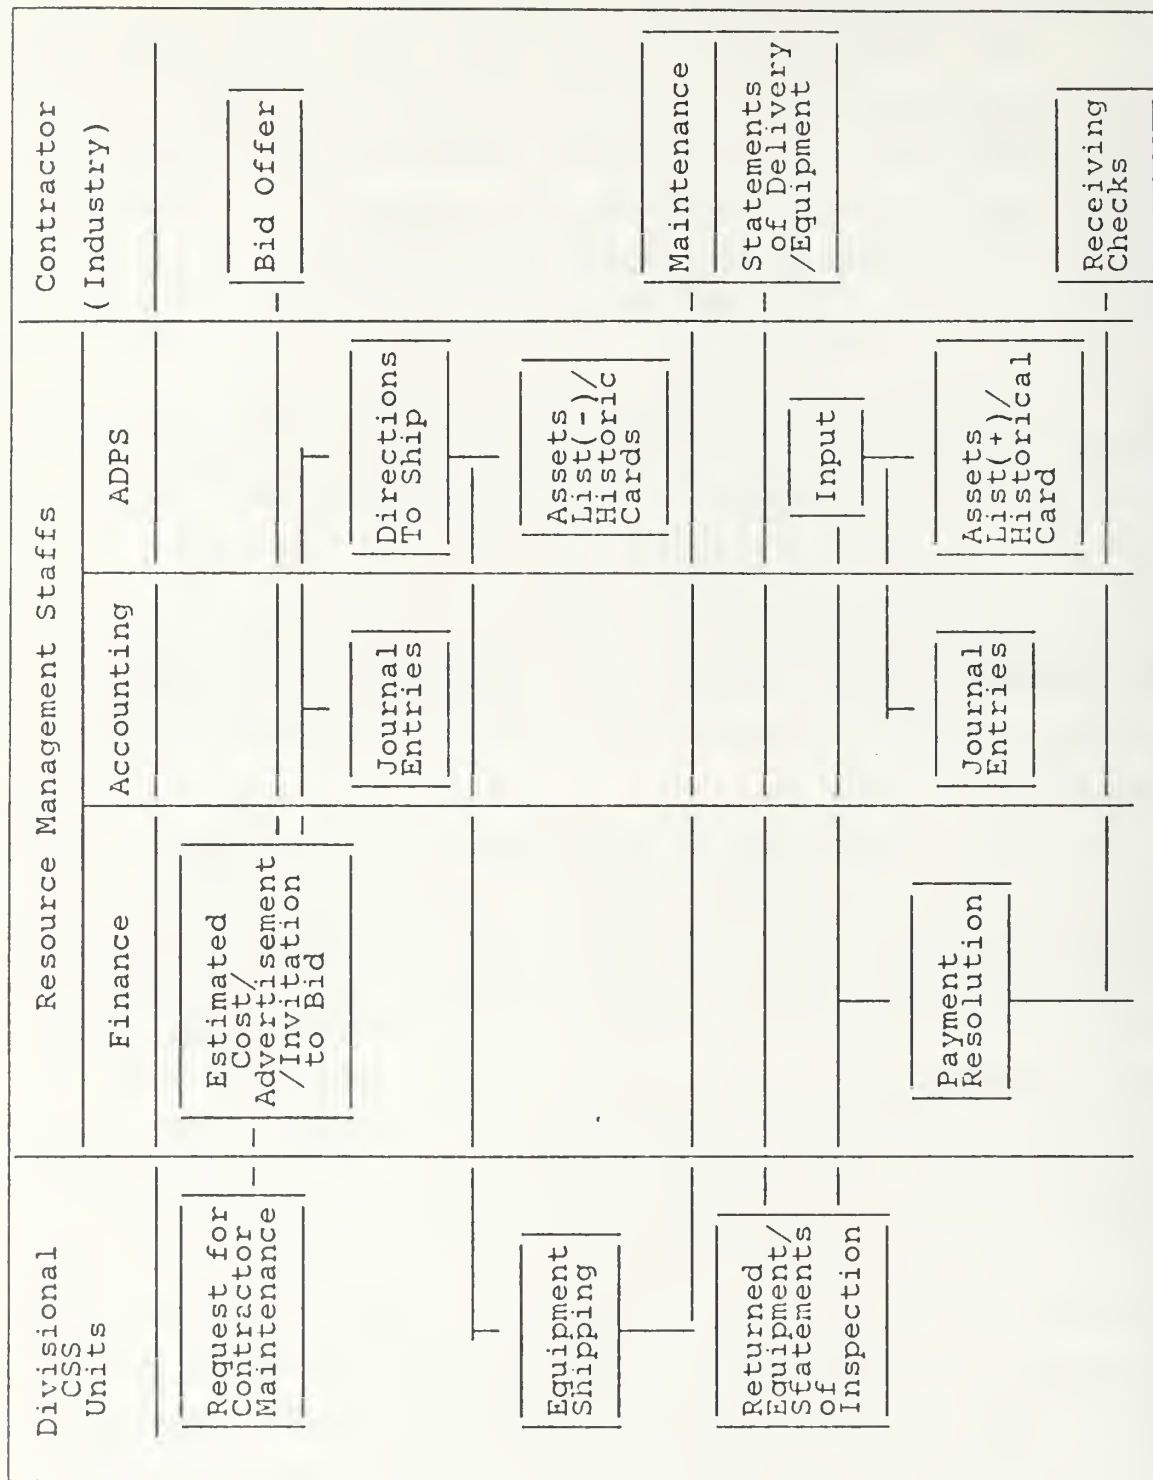 Divisional
CSS
Units
Resource Management Staffs
Finance
Accounting
ADPS
Contractor
(Industry)
Request for
Contractor
Maintenance
Estimated
Cost/
Advertisement
/Invitation
to Bid
Bid Offer
Journal
Entries
Directions
To Ship
Equipment
Shipping
Assets
List(-)/
Historic
Cards
Maintenance
Statements
of Delivery
/Equipment
Returned
Equipment/
Statements
of
Inspection
Input
Payment
Resolution
Journal
Entries
Assets
List(+)/
Historical
Card
Receiving
Checks